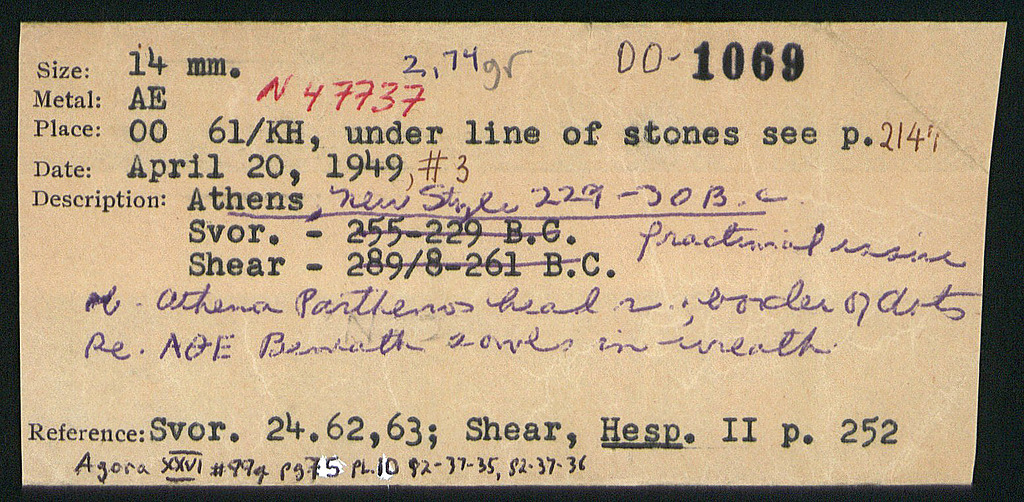 Size: 14 mm. 2,74gr OO-1069
Metal: AE N 47737
Place: OO 61/KH, under line of stones see p.2147
Date: April 20, 1949, #3
Description: Athens, New Style 229-30 B.C.
Svor. - 255-229 B.C. fractional issue
Shear - 289/8-261 B.C.
Ob. Athena Parthenos head r., border of dots
Re. AΘE Beneath 2 owls in wreath.
Reference: Svor. 24.62,63; Shear, Hesp. II p. 252
Agora XXVI #99q pg 75 Pl.10 92-37-35, 92-37-36